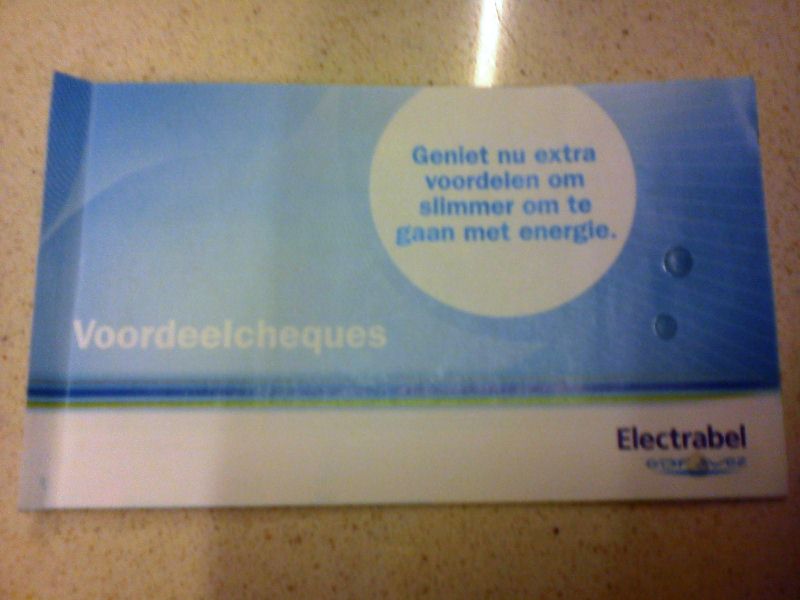 Geniet nu extra
voordelen om
slimmer om te
gaan met energie.
Voordeelcheques
Electrabel